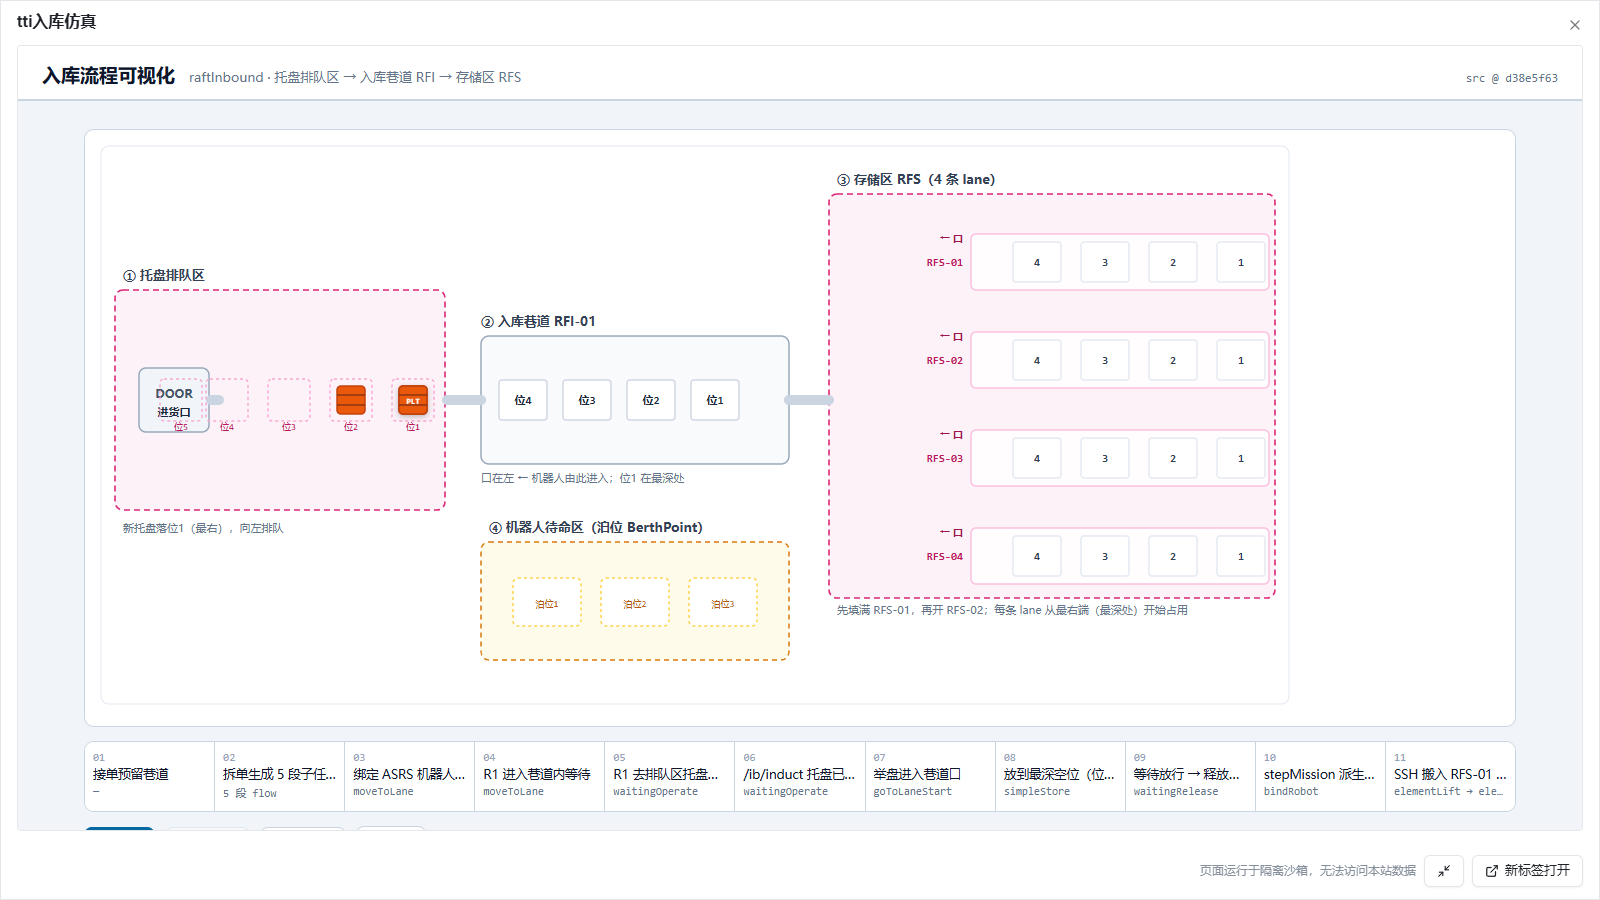 tti入库仿真
入库流程可视化 raftInbound · 托盘排队区 → 入库巷道 RFI → 存储区 RFS
src @ d38e5f63
① 托盘排队区
DOOR
进货口
位5
位4
位3
位2
PLT
位1
新托盘落位1（最右），向左排队
② 入库巷道 RFI-01
位4
位3
位2
位1
口在左 ← 机器人由此进入；位1 在最深处
④ 机器人待命区（泊位 BerthPoint）
泊位1
泊位2
泊位3
③ 存储区 RFS（4 条 lane）
← 口
RFS-01
4 3 2 1
← 口
RFS-02
4 3 2 1
← 口
RFS-03
4 3 2 1
← 口
RFS-04
4 3 2 1
先填满 RFS-01，再开 RFS-02；每条 lane 从最右端（最深处）开始占用
01
接单预留巷道
—
02
拆单生成 5 段子任...
5 段 flow
03
绑定 ASRS 机器人...
moveToLane
04
R1 进入巷道内等待
moveToLane
05
R1 去排队区托盘...
waitingOperate
06
/ib/induct 托盘已...
waitingOperate
07
举盘进入巷道口
goToLaneStart
08
放到最深空位（位...
simpleStore
09
等待放行 → 释放...
waitingRelease
10
stepMission 派生...
bindRobot
11
SSH 搬入 RFS-01 ...
elementLift → ele...
页面运行于隔离沙箱，无法访问本站数据
新标签打开